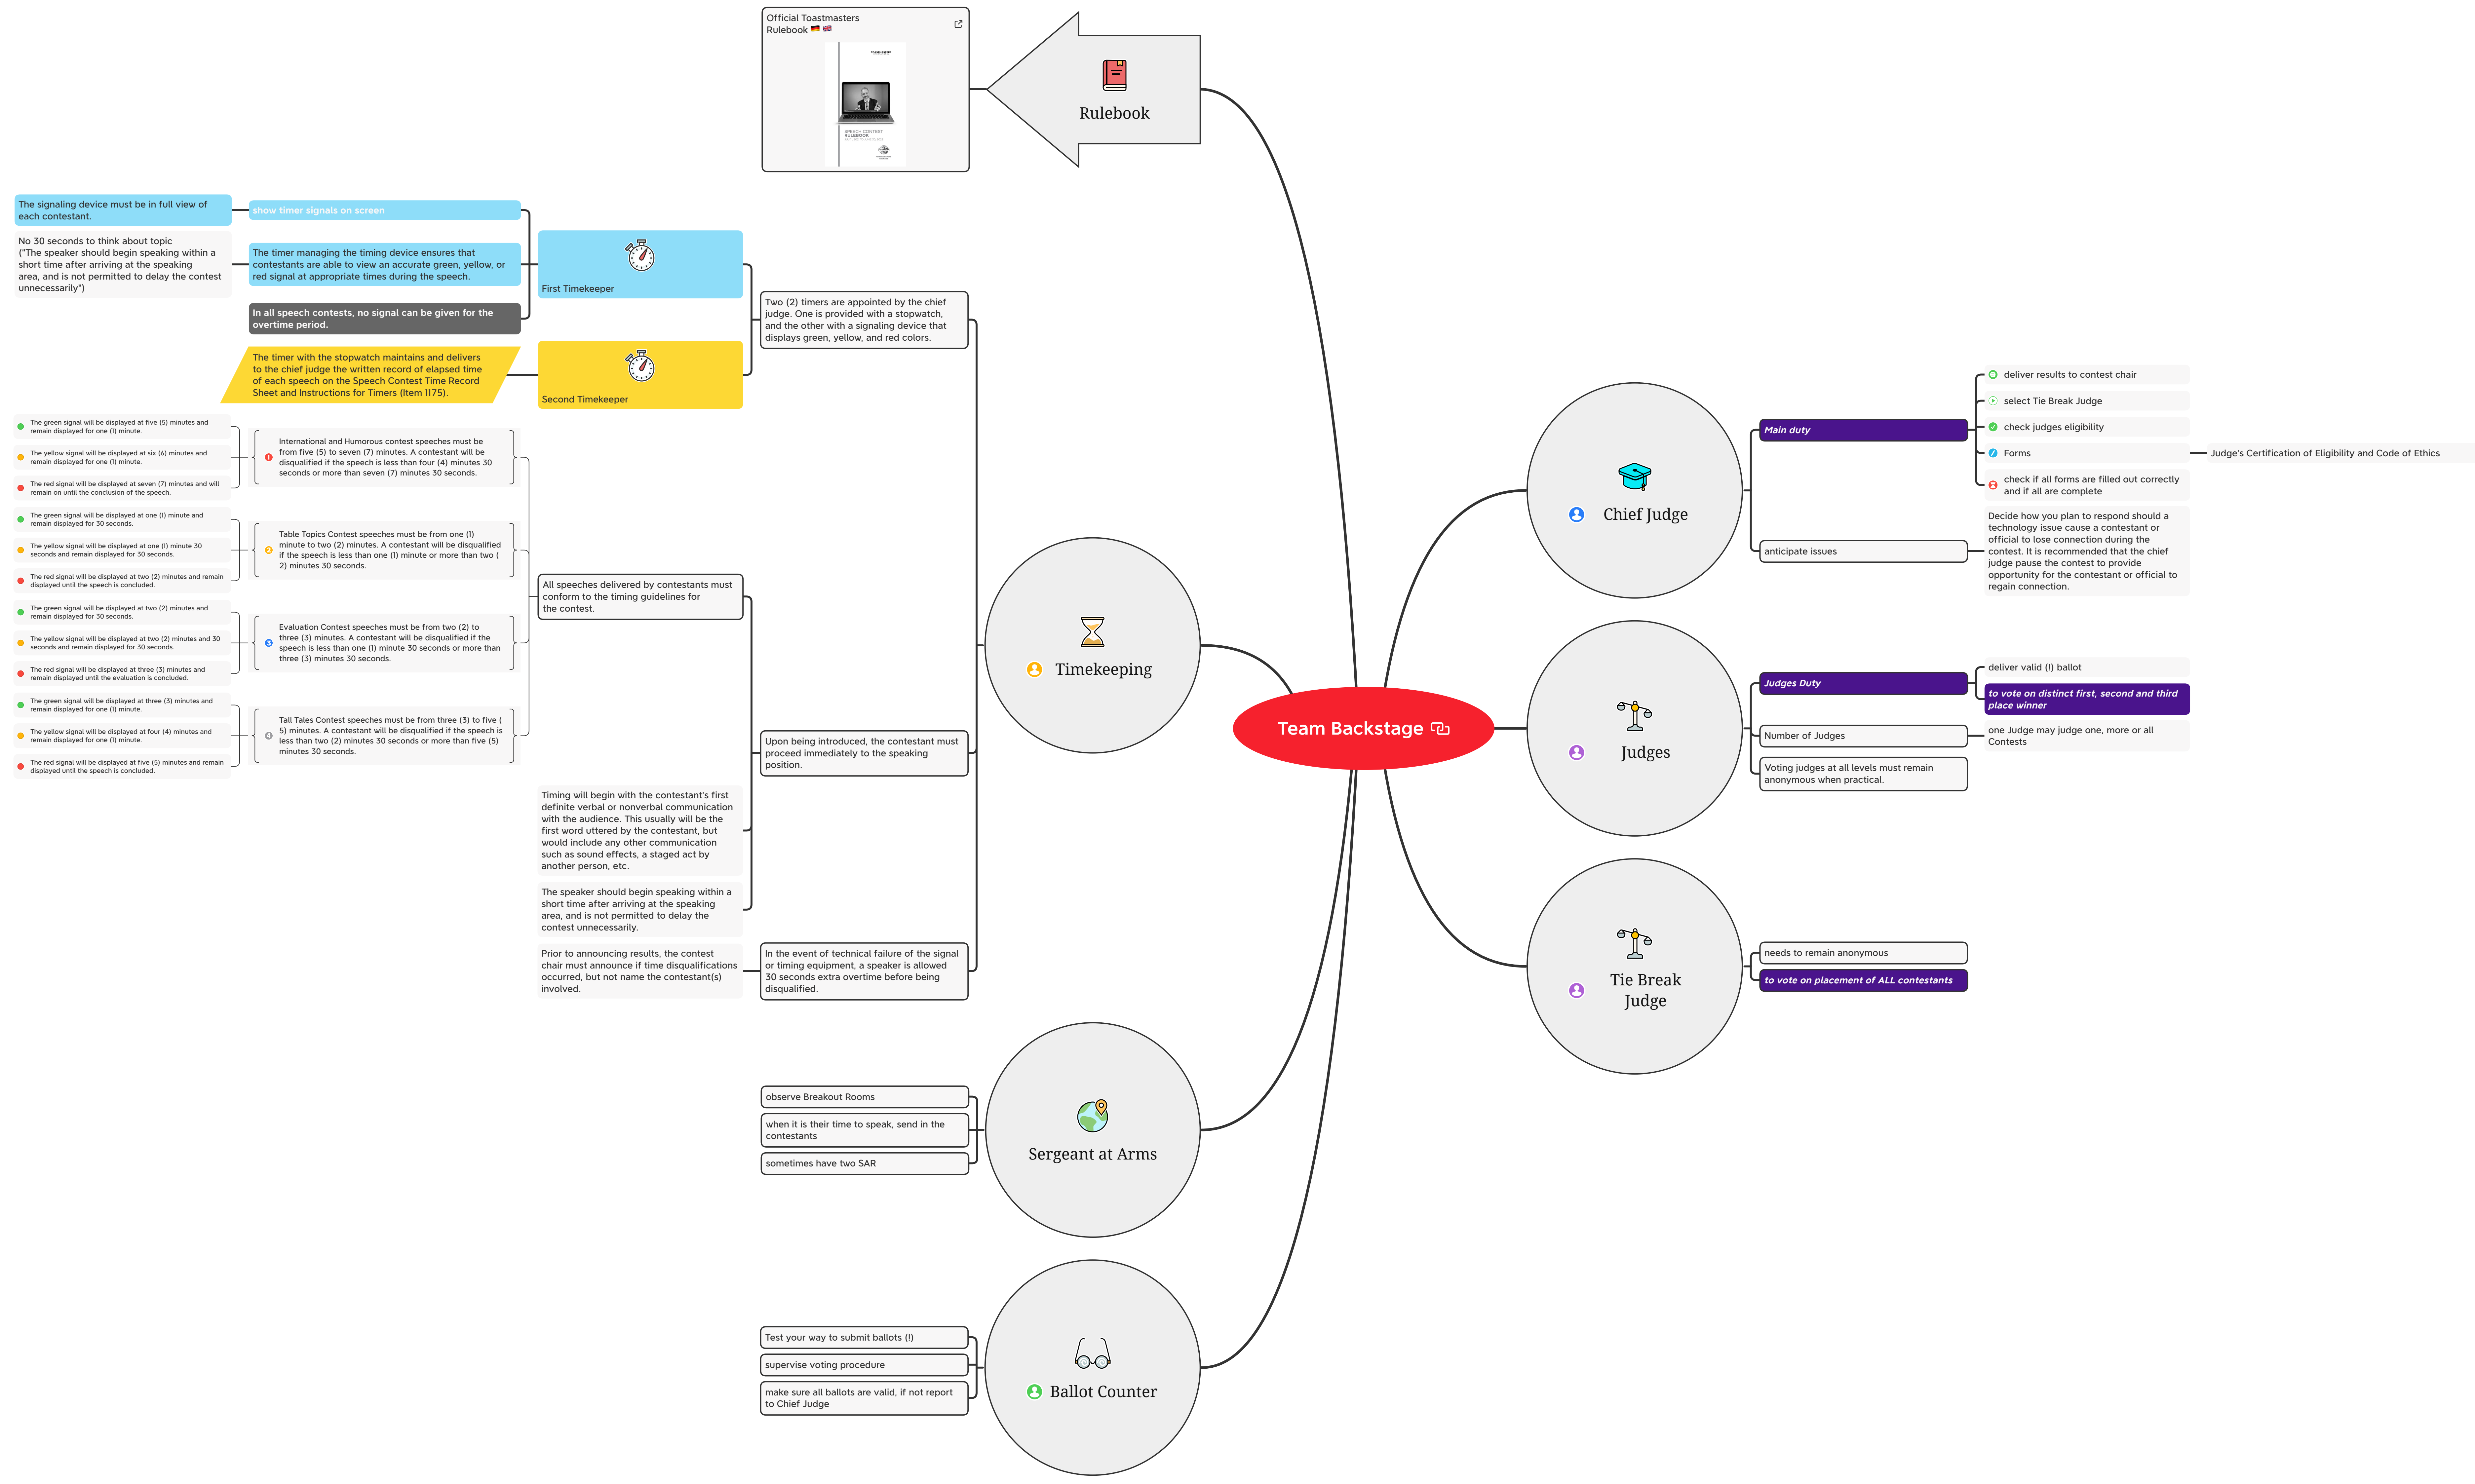 Team Backstage
Chief Judge
Main duty
deliver results to contest chair
select Tie Break Judge
check judges eligibility
Forms
Judge's Certification of Eligibility and Code of Ethics
check if all forms are filled out correctly
and if all are complete
anticipate issues
Decide how you plan to respond should a
technology issue cause a contestant or
official to lose connection during the
contest. It is recommended that the chief
judge pause the contest to provide
opportunity for the contestant or official to
regain connection.
Judges
Judges Duty
deliver valid (!) ballot
to vote on distinct first, second and third
place winner
Number of Judges
one Judge may judge one, more or all
Contests
Voting judges at all levels must remain
anonymous when practical.
Tie Break
Judge
needs to remain anonymous
to vote on placement of ALL contestants
Rulebook
Official Toastmasters
Rulebook
TOASTMASTERS
SPEECH CONTEST
RULEBOOK
Timekeeping
Two (2) timers are appointed by the chief
judge. One is provided with a stopwatch,
and the other with a signaling device that
displays green, yellow, and red colors.
First Timekeeper
show timer signals on screen
The signaling device must be in full view of
each contestant.
The timer managing the timing device ensures that
contestants are able to view an accurate green, yellow, or
red signal at appropriate times during the speech.
No 30 seconds to think about topic
("The speaker should begin speaking within a
short time after arriving at the speaking
area, and is not permitted to delay the contest
unnecessarily")
In all speech contests, no signal can be given for the
overtime period.
Second Timekeeper
The timer with the stopwatch maintains and delivers
to the chief judge the written record of elapsed time
of each speech on the Speech Contest Time Record
Sheet and Instructions for Timers (Item 1175).
Upon being introduced, the contestant must
proceed immediately to the speaking
position.
All speeches delivered by contestants must
conform to the timing guidelines for
the contest.
1
International and Humorous contest speeches must be
from five (5) to seven (7) minutes. A contestant will be
disqualified if the speech is less than four (4) minutes 30
seconds or more than seven (7) minutes 30 seconds.
The green signal will be displayed at five (5) minutes and
remain displayed for one (1) minute.
The yellow signal will be displayed at six (6) minutes and
remain displayed for one (1) minute.
The red signal will be displayed at seven (7) minutes and will
remain on until the conclusion of the speech.
2
Table Topics Contest speeches must be from one (1)
minute to two (2) minutes. A contestant will be disqualified
if the speech is less than one (1) minute or more than two (
2) minutes 30 seconds.
The green signal will be displayed at one (1) minute and
remain displayed for 30 seconds.
The yellow signal will be displayed at one (1) minute 30
seconds and remain displayed for 30 seconds.
The red signal will be displayed at two (2) minutes and remain
displayed until the speech is concluded.
3
Evaluation Contest speeches must be from two (2) to
three (3) minutes. A contestant will be disqualified if the
speech is less than one (1) minute 30 seconds or more than
three (3) minutes 30 seconds.
The green signal will be displayed at two (2) minutes and
remain displayed for 30 seconds.
The yellow signal will be displayed at two (2) minutes and 30
seconds and remain displayed for 30 seconds.
The red signal will be displayed at three (3) minutes and
remain displayed until the evaluation is concluded.
4
Tall Tales Contest speeches must be from three (3) to five (
5) minutes. A contestant will be disqualified if the speech is
less than two (2) minutes 30 seconds or more than five (5)
minutes 30 seconds.
The green signal will be displayed at three (3) minutes and
remain displayed for one (1) minute.
The yellow signal will be displayed at four (4) minutes and
remain displayed for one (1) minute.
The red signal will be displayed at five (5) minutes and remain
displayed until the speech is concluded.
Timing will begin with the contestant's first
definite verbal or nonverbal communication
with the audience. This usually will be the
first word uttered by the contestant, but
would include any other communication
such as sound effects, a staged act by
another person, etc.
The speaker should begin speaking within a
short time after arriving at the speaking
area, and is not permitted to delay the
contest unnecessarily.
In the event of technical failure of the signal
or timing equipment, a speaker is allowed
30 seconds extra overtime before being
disqualified.
Prior to announcing results, the contest
chair must announce if time disqualifications
occurred, but not name the contestant(s)
involved.
Sergeant at Arms
observe Breakout Rooms
when it is their time to speak, send in the
contestants
sometimes have two SAR
Ballot Counter
Test your way to submit ballots (!)
supervise voting procedure
make sure all ballots are valid, if not report
to Chief Judge